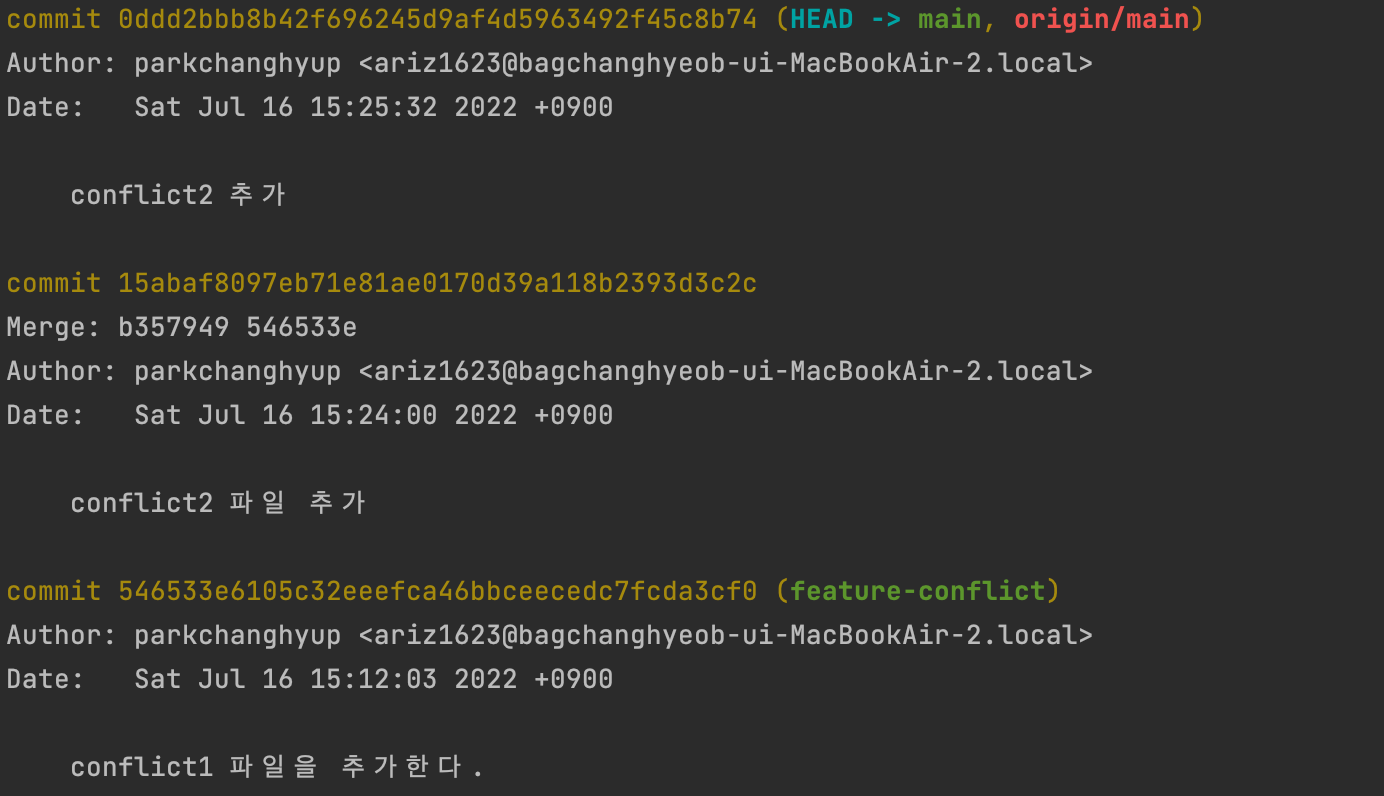 commit 0ddd2bbb8b42f696245d9af4d5963492f45c8b74 (HEAD -> main, origin/main)
Author: parkchanghyup <ariz1623@bagchanghyeob-ui-MacBookAir-2.local>
Date:   Sat Jul 16 15:25:32 2022 +0900
conflict2 추가
commit 15abaf8097eb71e81ae0170d39a118b2393d3c2c
Merge: b357949 546533e
Author: parkchanghyup <ariz1623@bagchanghyeob-ui-MacBookAir-2.local>
Date:   Sat Jul 16 15:24:00 2022 +0900
conflict2 파일 추가
commit 546533e6105c32eeefca46bbceecedc7fcda3cf0 (feature-conflict)
Author: parkchanghyup <ariz1623@bagchanghyeob-ui-MacBookAir-2.local>
Date:   Sat Jul 16 15:12:03 2022 +0900
conflict1 파일을 추가한다.